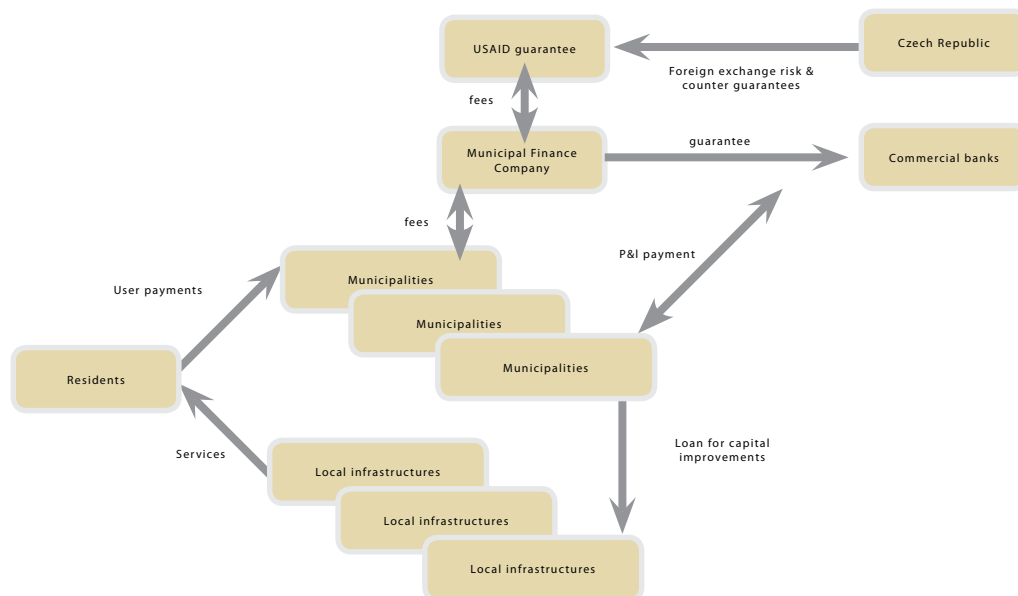 USAID guarantee
Czech Republic
Foreign exchange risk &
counter guarantees
fees
guarantee
Municipal Finance
Company
Commercial banks
fees
P&I payment
Municipalities
User payments
Municipalities
Municipalities
Residents
Loan for capital
improvements
Services
Local infrastructures
Local infrastructures
Local infrastructures